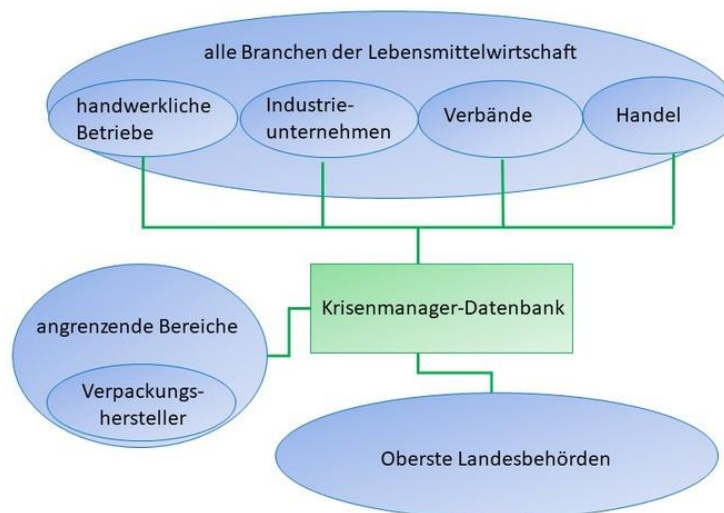 alle Branchen der Lebensmittelwirtschaft
handwerkliche
Betriebe
Industrie-
unternehmen
Verbände
Handel
Krisenmanager-Datenbank
angrenzende Bereiche
Verpackungs-
hersteller
Oberste Landesbehörden